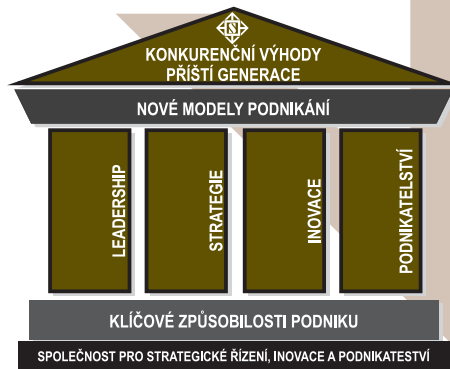 KONKURENČNÍ VÝHODY
PŘÍŠTÍ GENERACE
NOVÉ MODELY PODNIKÁNÍ
LEADERSHIP
STRATEGIE
INOVACE
PODNIKATELSTVÍ
KLÍČOVÉ ZPŮSOBILOSTI PODNIKU
SPOLEČNOST PRO STRATEGICKÉ ŘÍZENÍ, INOVACE A PODNIKATESTVÍ